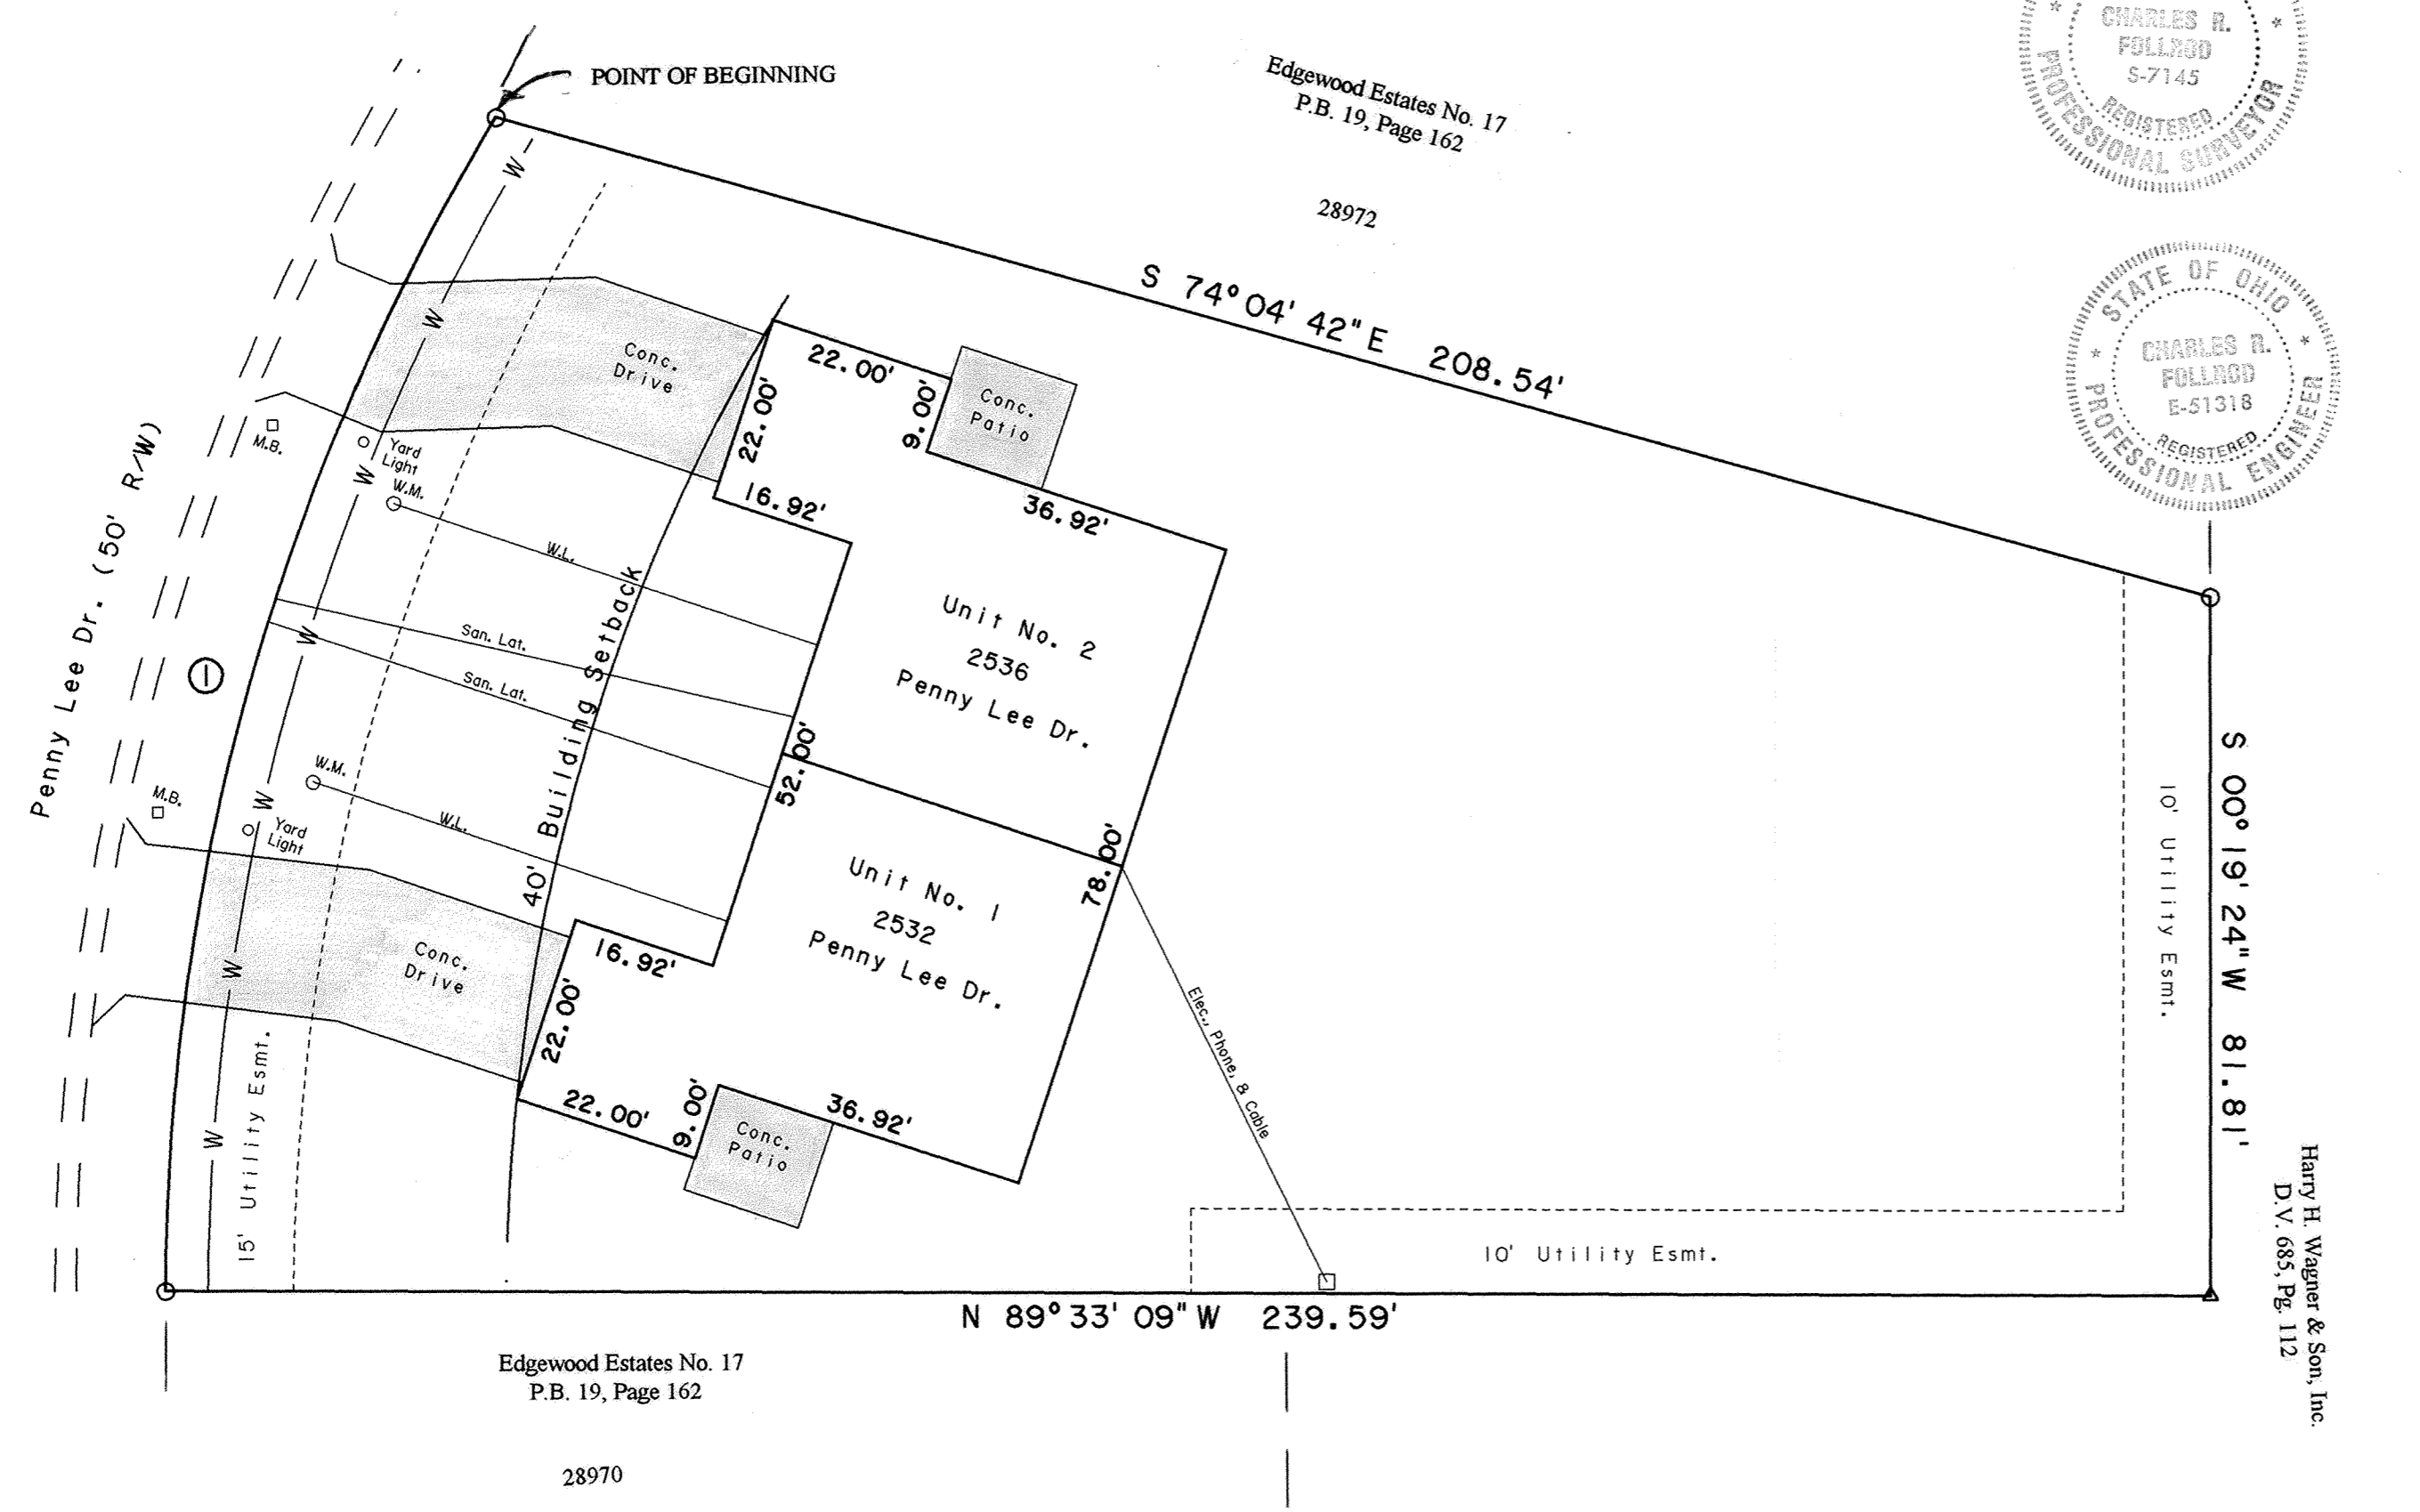 POINT OF BEGINNING
Edgewood Estates No. 17
P.B. 19, Page 162
28972
CHARLES R.
FOLLROD
S-7145
REGISTERED
PROFESSIONAL SURVEYOR
STATE OF OHIO
CHARLES R.
FOLLROD
E-51318
REGISTERED
PROFESSIONAL ENGINEER
S 74° 04' 42" E 208.54'
W
W
W
W
W
W
W
Conc.
Drive
22.00'
22.00'
9.00'
Conc.
Patio
16.92'
36.92'
M.B.
Yard
Light
W.M.
W.L.
San. Lat.
San. Lat.
Penny Lee Dr. (50' R/W)
40' Building Setback
Unit No. 2
2536
Penny Lee Dr.
52.00'
78.00'
W.M.
W.L.
M.B.
Yard
Light
Unit No. 1
2532
Penny Lee Dr.
Conc.
Drive
16.92'
22.00'
22.00'
9.00'
36.92'
Conc.
Patio
15' Utility Esmt.
Elec., Phone, & Cable
10' Utility Esmt.
10' Utility Esmt.
S 00° 19' 24" W 81.81'
Harry H. Wagner & Son, Inc.
D.V. 685, Pg. 112
N 89° 33' 09" W 239.59'
Edgewood Estates No. 17
P.B. 19, Page 162
28970